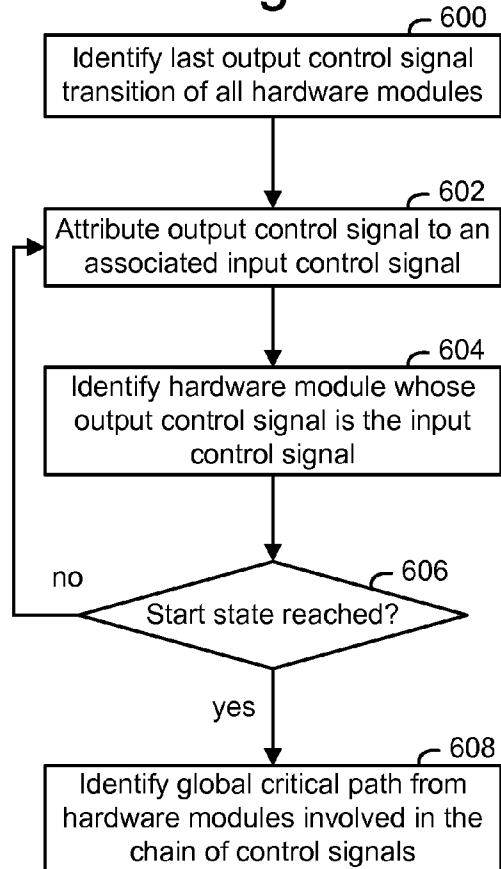 600
Identify last output control signal
transition of all hardware modules
602
Attribute output control signal to an
associated input control signal
604
Identify hardware module whose
output control signal is the input
control signal
606
no
Start state reached?
yes
608
Identify global critical path from
hardware modules involved in the
chain of control signals